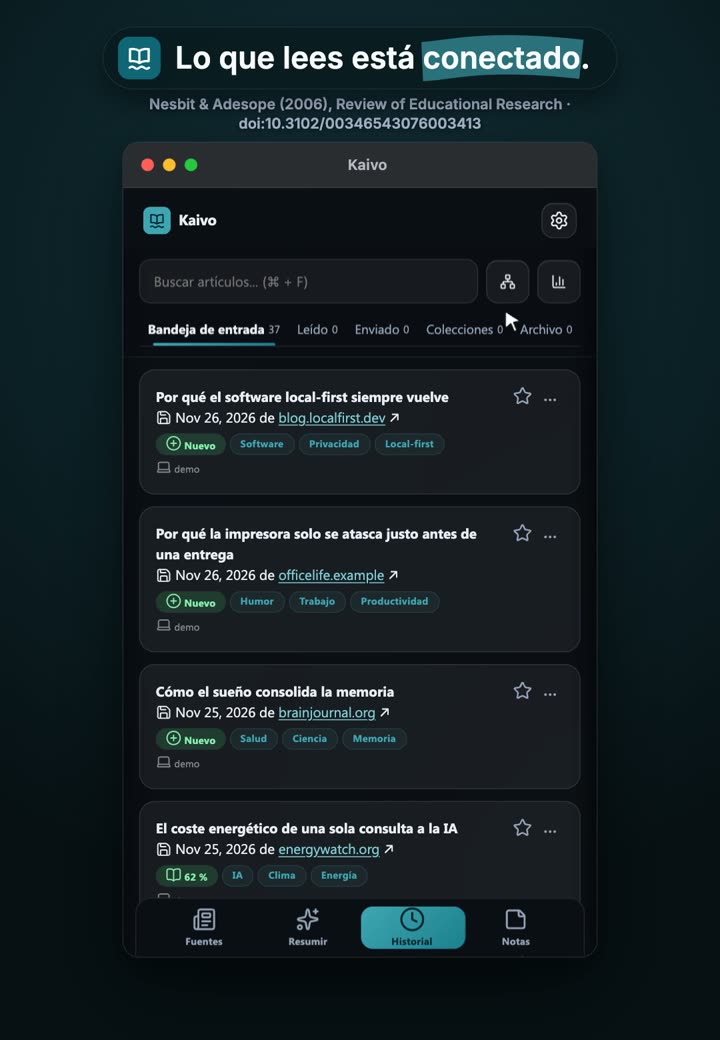 Lo que lees está conectado.
Nesbit & Adesope (2006), Review of Educational Research ·
doi:10.3102/00346543076003413
Kaivo
Kaivo
Buscar artículos... (⌘ + F)
Bandeja de entrada 37 Leído 0 Enviado 0 Colecciones 0 Archivo 0
Por qué el software local-first siempre vuelve
Nov 26, 2026 de blog.localfirst.dev ↗
Nuevo Software Privacidad Local-first
demo
Por qué la impresora solo se atasca justo antes de
una entrega
Nov 26, 2026 de officelife.example ↗
Nuevo Humor Trabajo Productividad
demo
Cómo el sueño consolida la memoria
Nov 25, 2026 de brainjournal.org ↗
Nuevo Salud Ciencia Memoria
demo
El coste energético de una sola consulta a la IA
Nov 25, 2026 de energywatch.org ↗
62 % IA Clima Energía
Fuentes Resumir Historial Notas